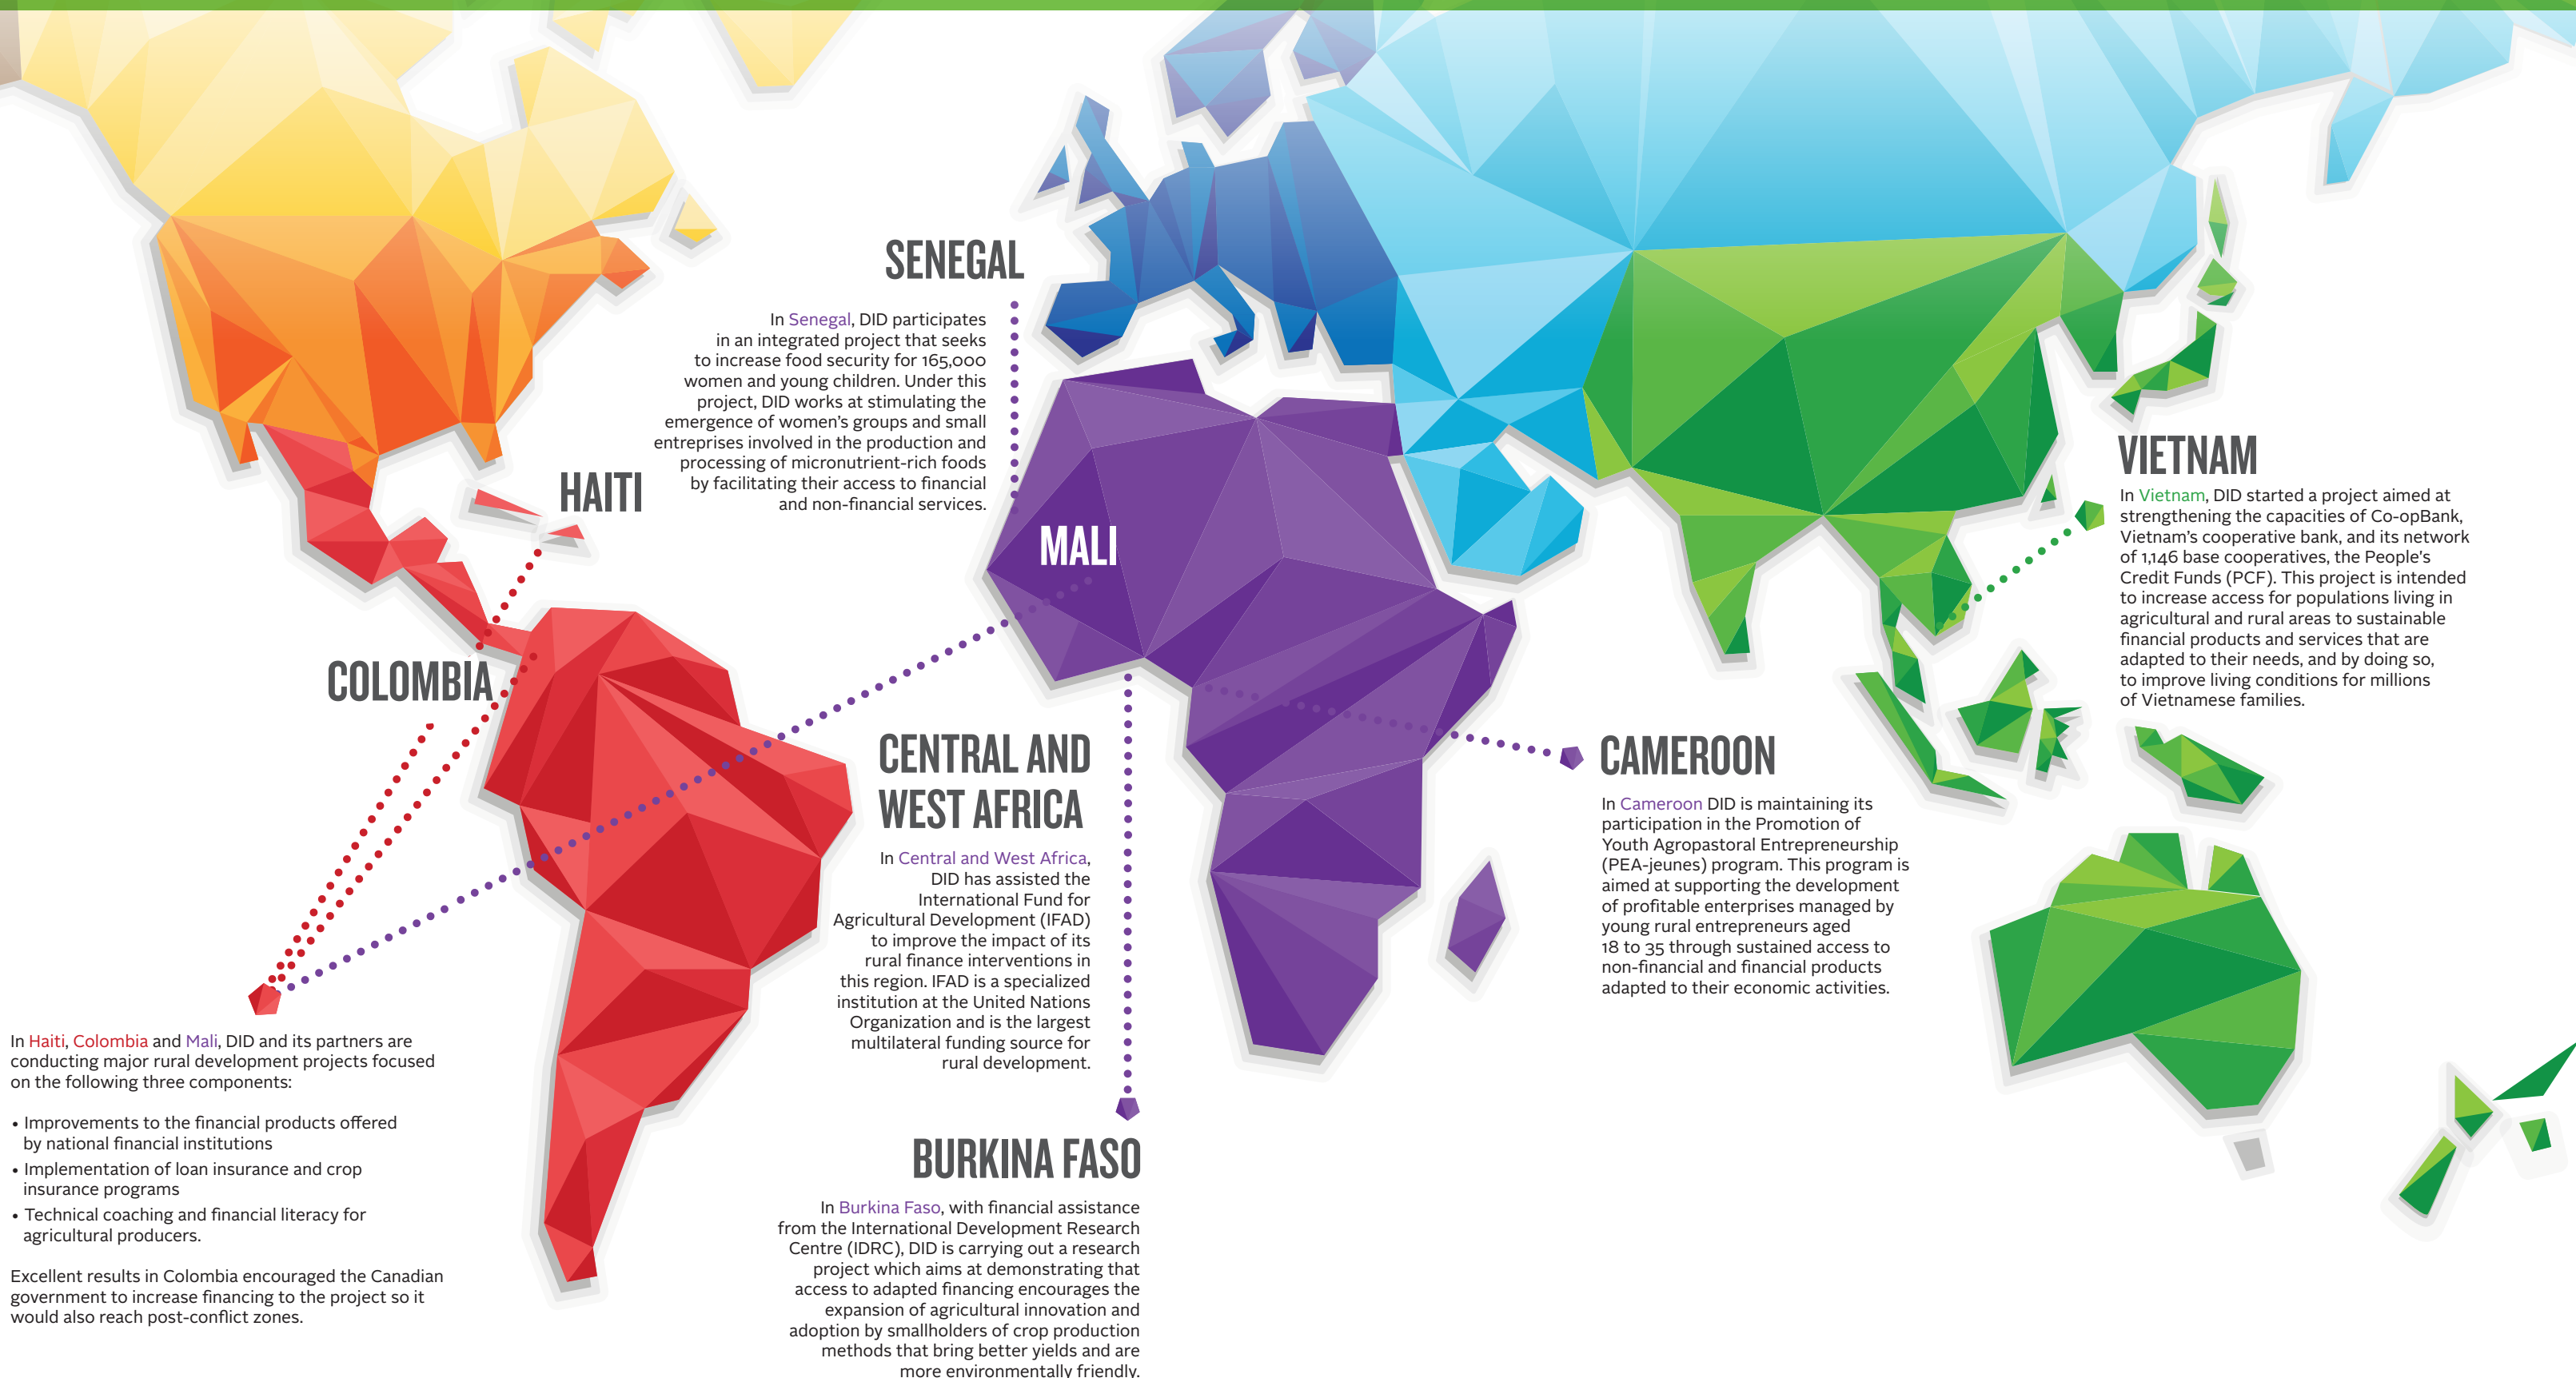 SENEGAL
In Senegal, DID participates
in an integrated project that seeks
to increase food security for 165,000
women and young children. Under this
project, DID works at stimulating the
emergence of women's groups and small
entreprises involved in the production and
processing of micronutrient-rich foods
by facilitating their access to financial
and non-financial services.
HAITI
MALI
COLOMBIA
In Haiti, Colombia and Mali, DID and its partners are
conducting major rural development projects focused
on the following three components:
• Improvements to the financial products offered
by national financial institutions
• Implementation of loan insurance and crop
insurance programs
• Technical coaching and financial literacy for
agricultural producers.
Excellent results in Colombia encouraged the Canadian
government to increase financing to the project so it
would also reach post-conflict zones.
CENTRAL AND
WEST AFRICA
In Central and West Africa,
DID has assisted the
International Fund for
Agricultural Development (IFAD)
to improve the impact of its
rural finance interventions in
this region. IFAD is a specialized
institution at the United Nations
Organization and is the largest
multilateral funding source for
rural development.
BURKINA FASO
In Burkina Faso, with financial assistance
from the International Development Research
Centre (IDRC), DID is carrying out a research
project which aims at demonstrating that
access to adapted financing encourages the
expansion of agricultural innovation and
adoption by smallholders of crop production
methods that bring better yields and are
more environmentally friendly.
CAMEROON
In Cameroon DID is maintaining its
participation in the Promotion of
Youth Agropastoral Entrepreneurship
(PEA-jeunes) program. This program is
aimed at supporting the development
of profitable enterprises managed by
young rural entrepreneurs aged
18 to 35 through sustained access to
non-financial and financial products
adapted to their economic activities.
VIETNAM
In Vietnam, DID started a project aimed at
strengthening the capacities of Co-opBank,
Vietnam's cooperative bank, and its network
of 1,146 base cooperatives, the People's
Credit Funds (PCF). This project is intended
to increase access for populations living in
agricultural and rural areas to sustainable
financial products and services that are
adapted to their needs, and by doing so,
to improve living conditions for millions
of Vietnamese families.